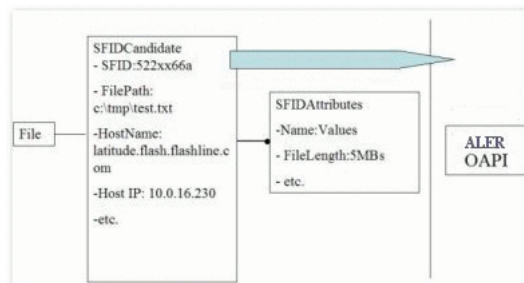 File
SFIDCandidate
- SFID:522xx66a
- FilePath:
c:\tmp\test.txt
-HostName:
latitude.flash.flashline.c
om
-Host IP: 10.0.16.230
-etc.
SFIDAttributes
-Name:Values
- FileLength:5MBs
- etc.
ALER
OAPI